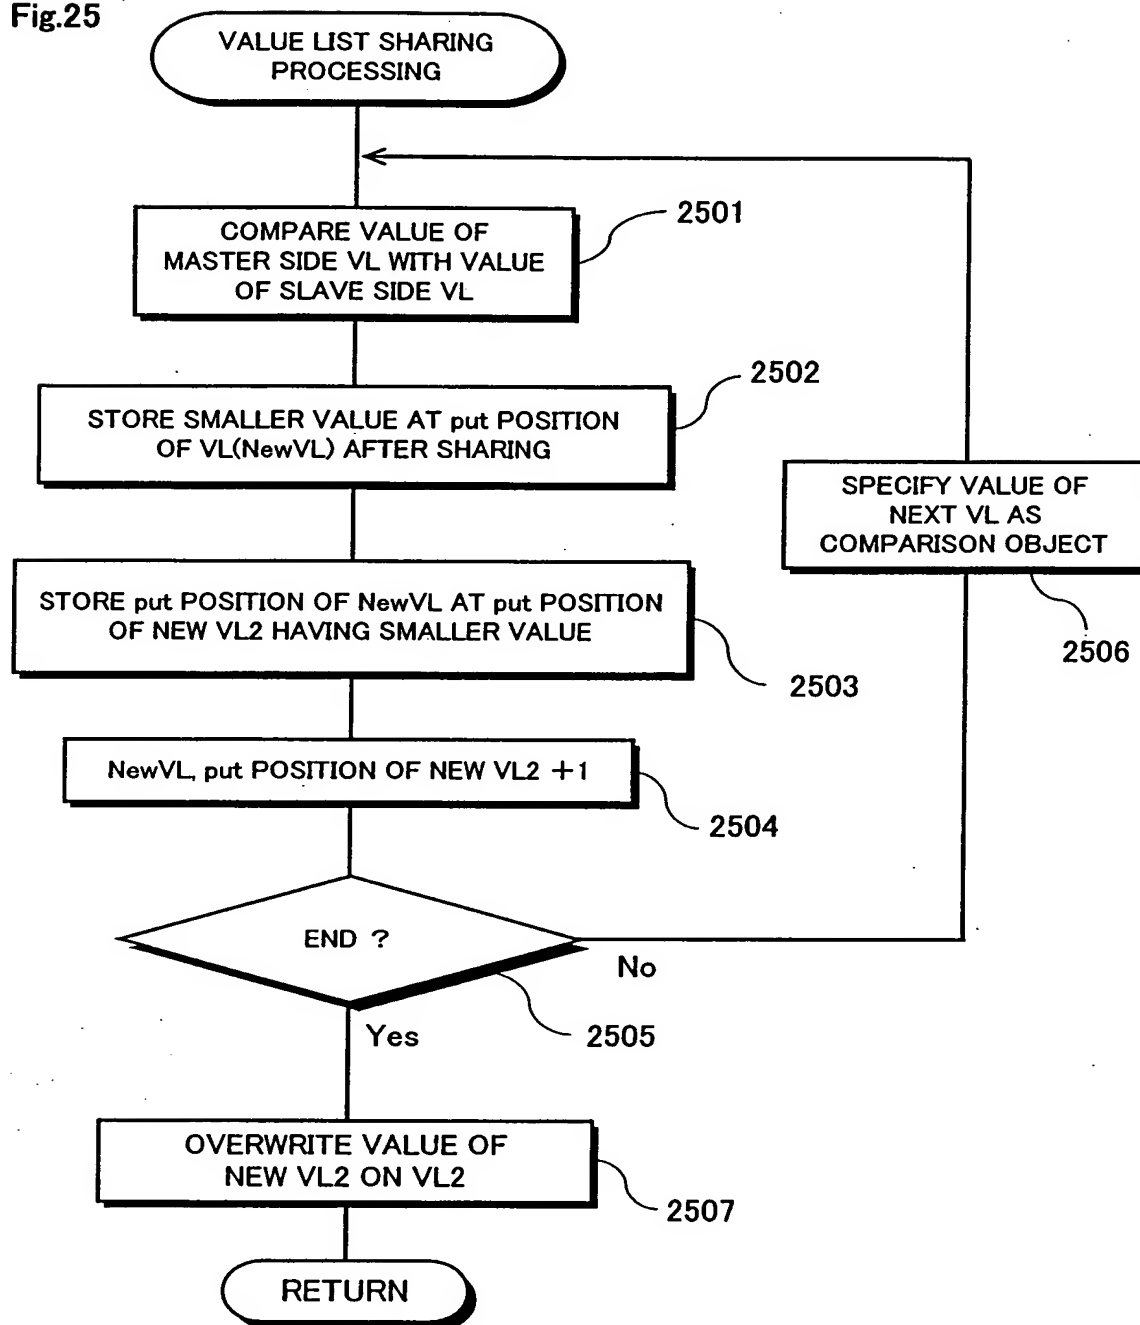 Fig.25
VALUE LIST SHARING
PROCESSING
COMPARE VALUE OF
MASTER SIDE VL WITH VALUE
OF SLAVE SIDE VL
2501
STORE SMALLER VALUE AT put POSITION
OF VL(NewVL) AFTER SHARING
2502
SPECIFY VALUE OF
NEXT VL AS
COMPARISON OBJECT
2506
STORE put POSITION OF NewVL AT put POSITION
OF NEW VL2 HAVING SMALLER VALUE
2503
NewVL, put POSITION OF NEW VL2 +1
2504
END ?
No
2505
Yes
OVERWRITE VALUE OF
NEW VL2 ON VL2
2507
RETURN